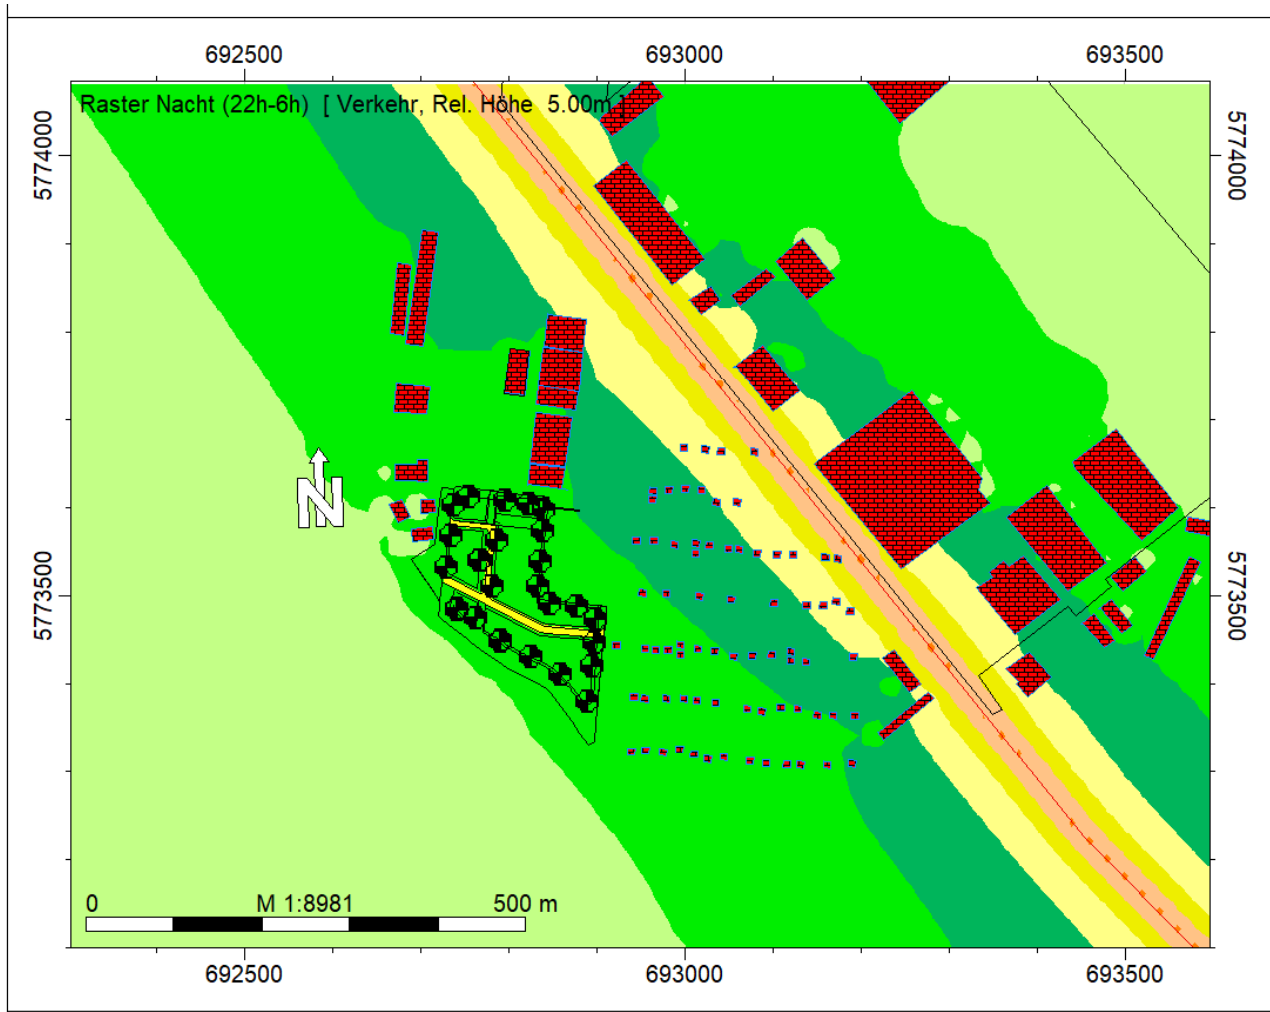 692500 693000 693500
Raster Nacht (22h-6h) [ Verkehr, Rel. Höhe 5.00m ]
5774000 5774000
N
5773500 5773500
0 M 1:8981 500 m
692500 693000 693500